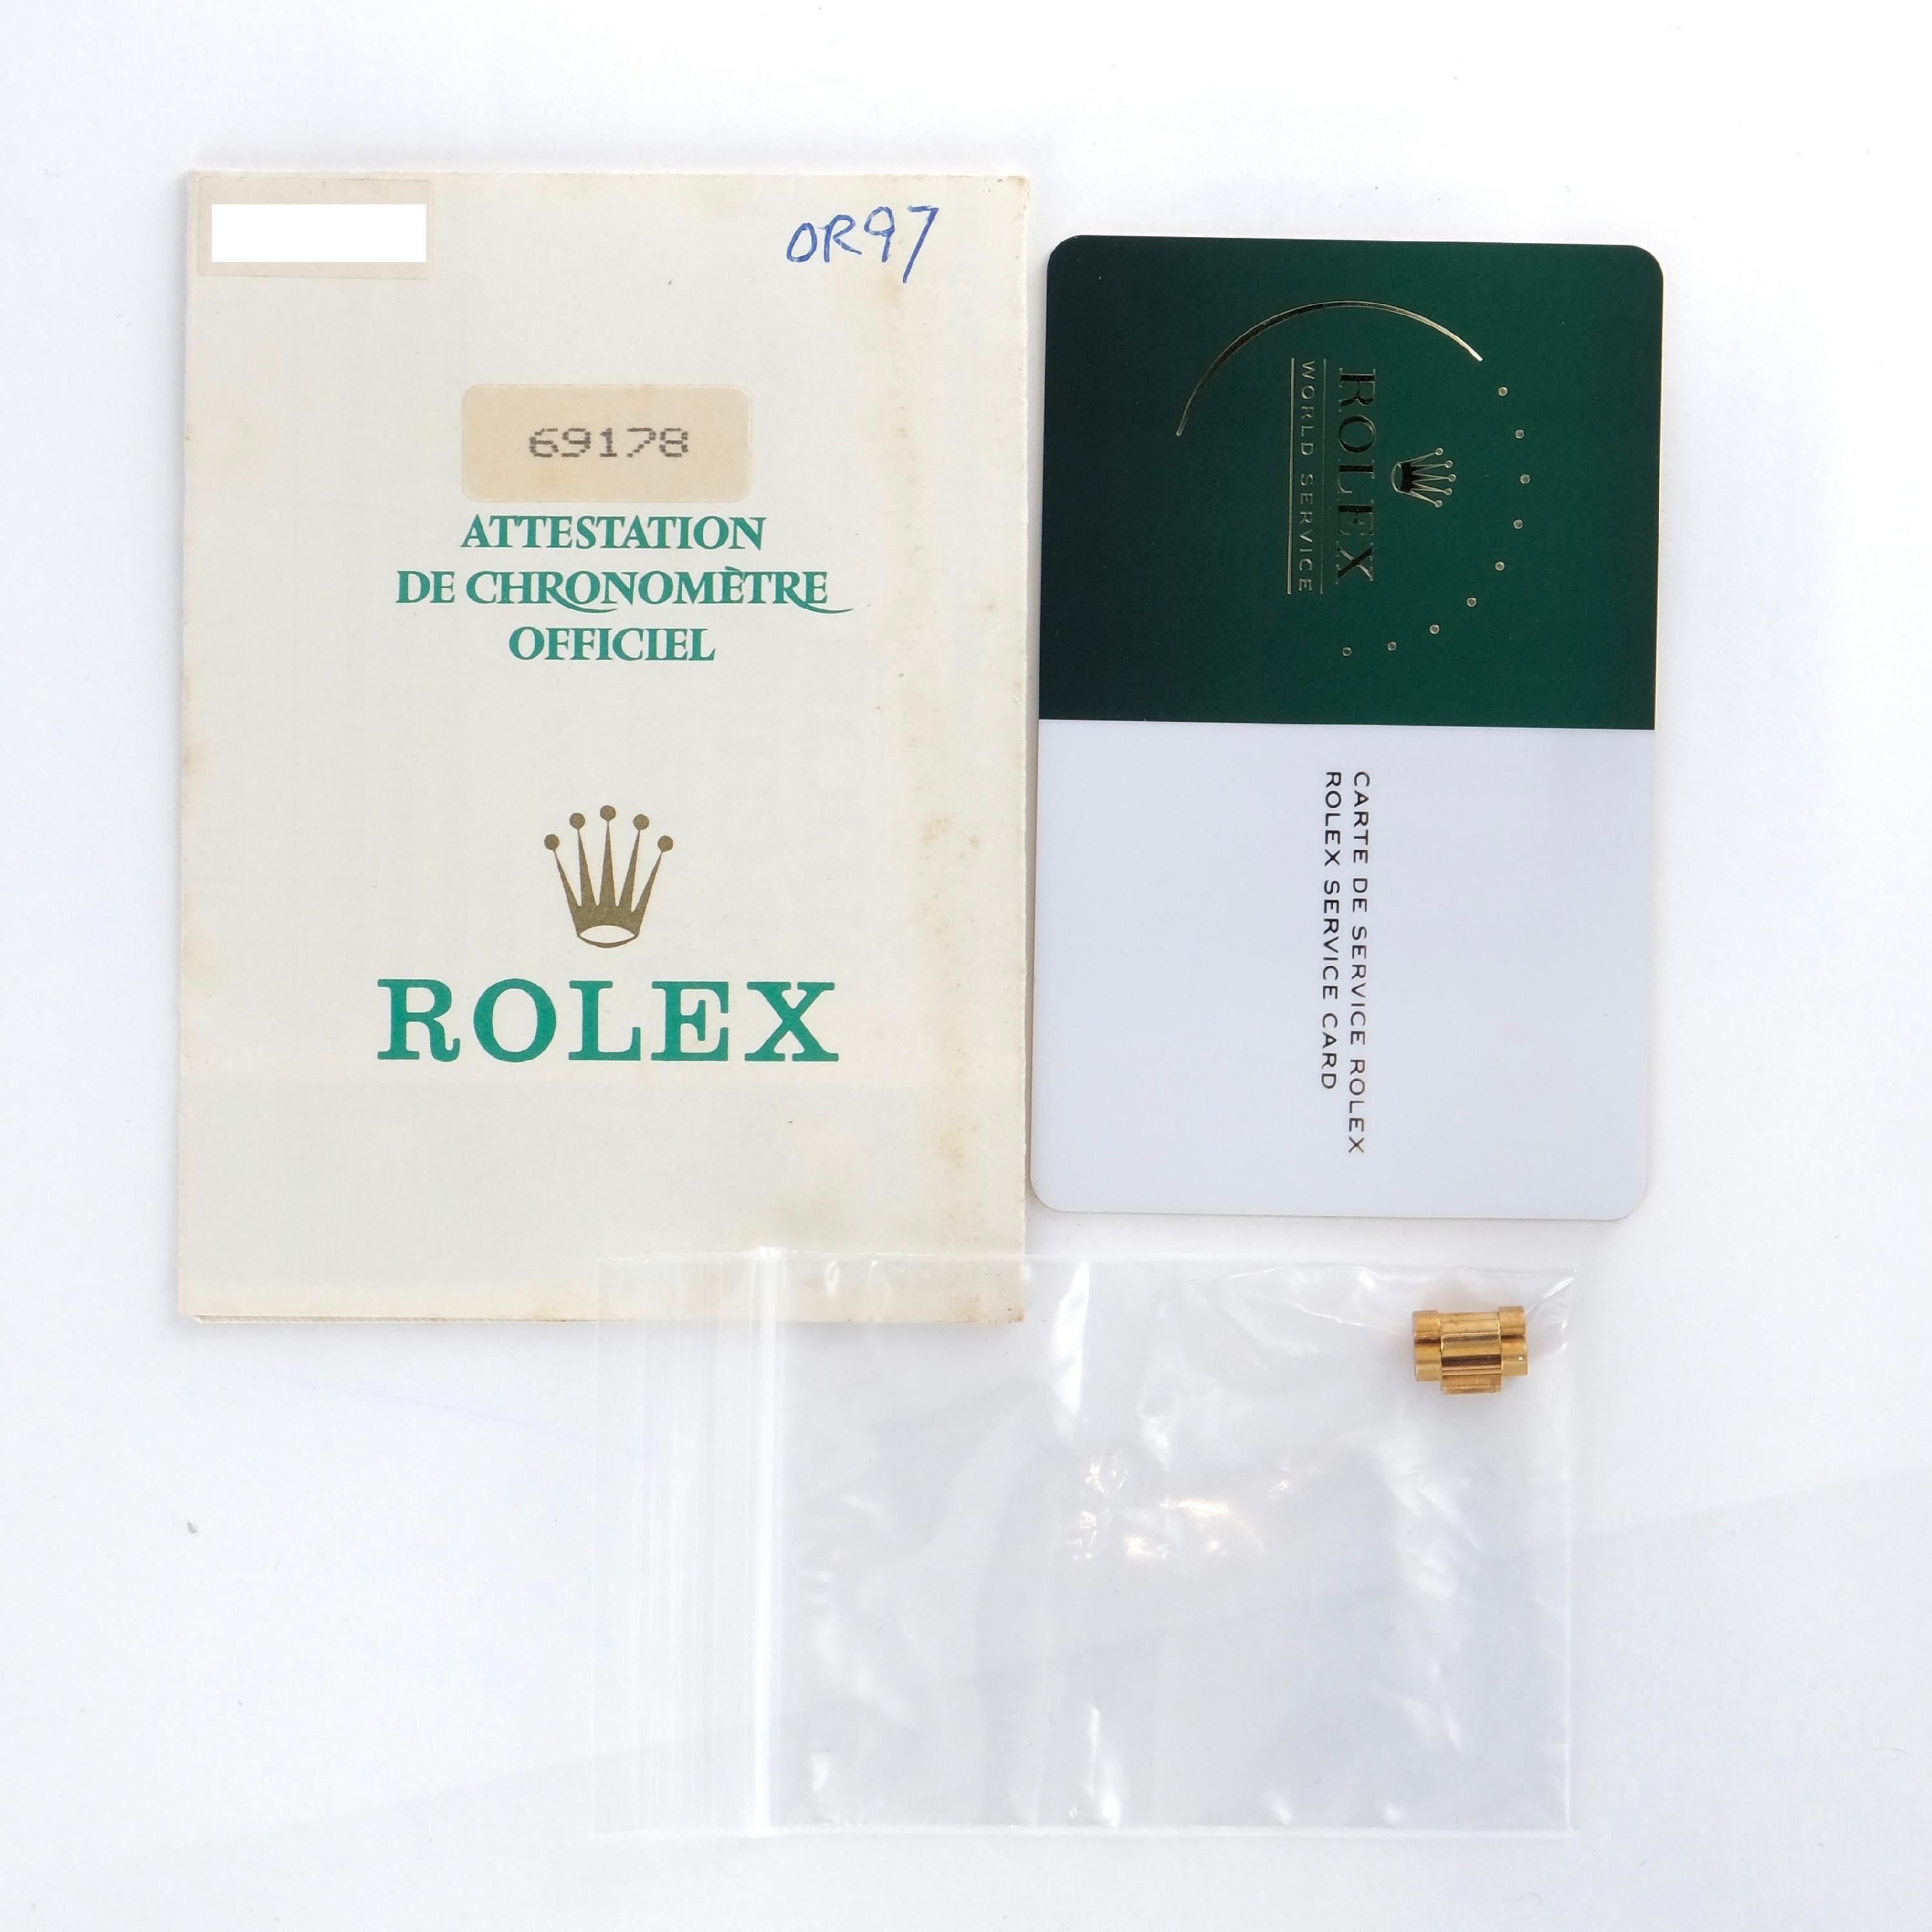 OR97
69178
ATTESTATION
DE CHRONOMÈTRE
OFFICIEL
ROLEX
ROLEX
WORLD SERVICE
CARTE DE SERVICE ROLEX
ROLEX SERVICE CARD